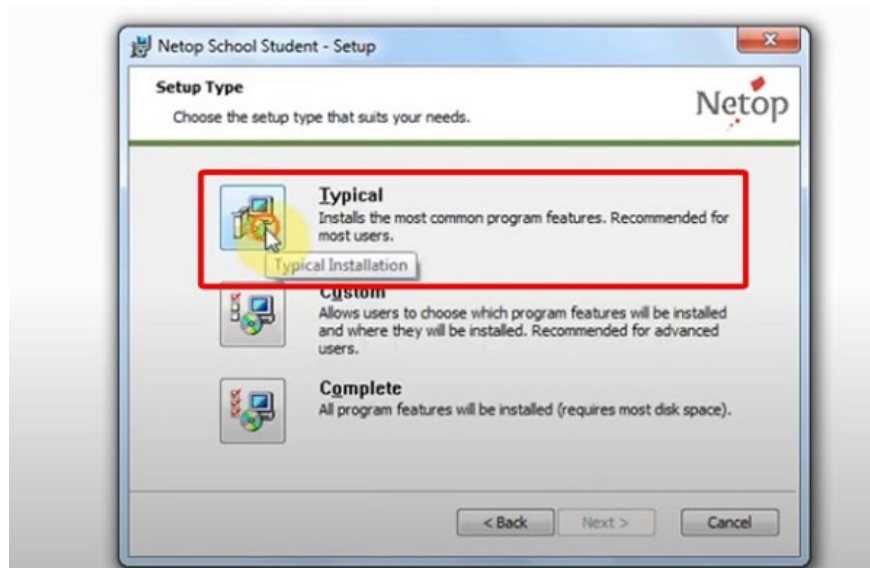 Netop School Student - Setup
Setup Type
Choose the setup type that suits your needs.
Netop
Typical
Installs the most common program features. Recommended for
most users.
Typical Installation
Custom
Allows users to choose which program features will be installed
and where they will be installed. Recommended for advanced
users.
Complete
All program features will be installed (requires most disk space).
< Back
Next >
Cancel